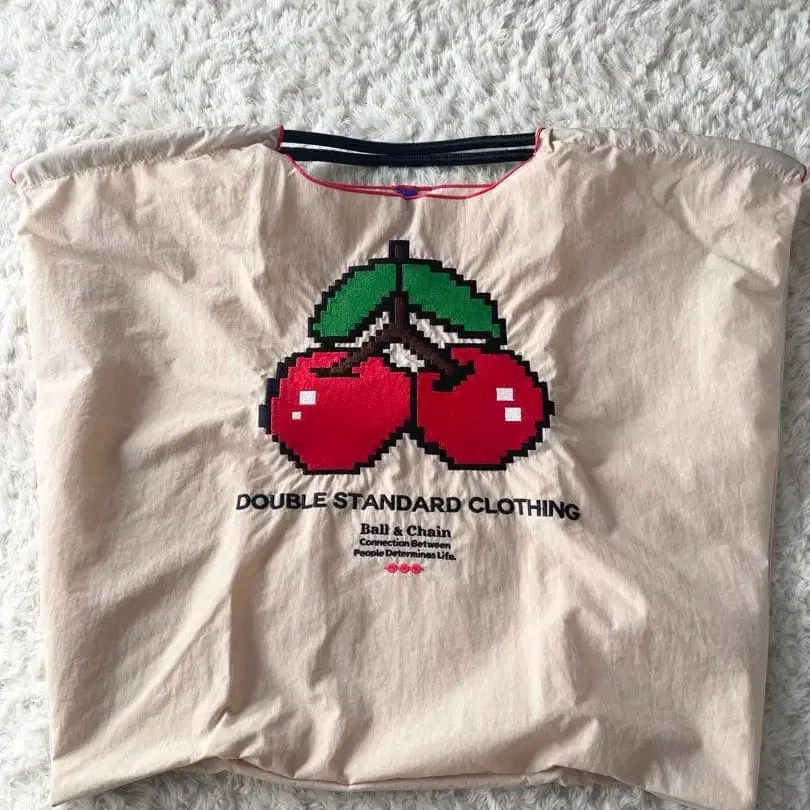 DOUBLE STANDARD CLOTHING
Ball & Chain
Connection Between
People Determines Life.